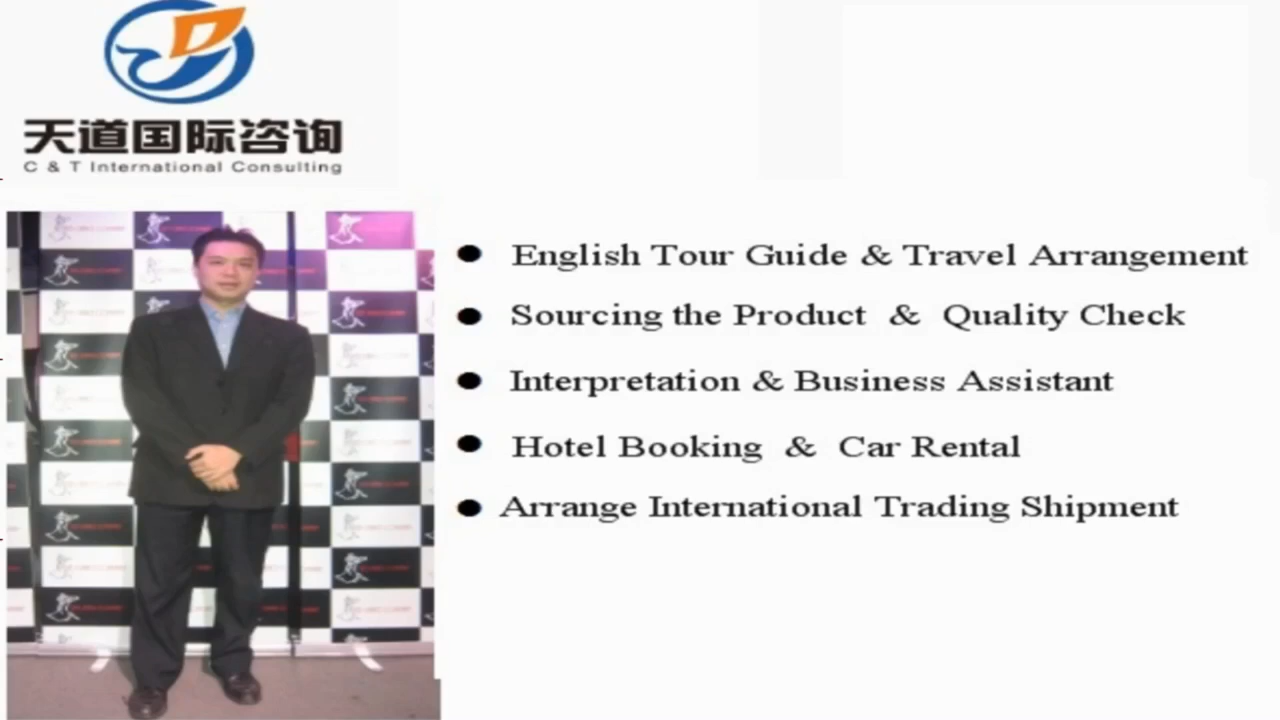 天道国际咨询
C & T International Consulting
English Tour Guide & Travel Arrangement
Sourcing the Product & Quality Check
Interpretation & Business Assistant
Hotel Booking & Car Rental
Arrange International Trading Shipment